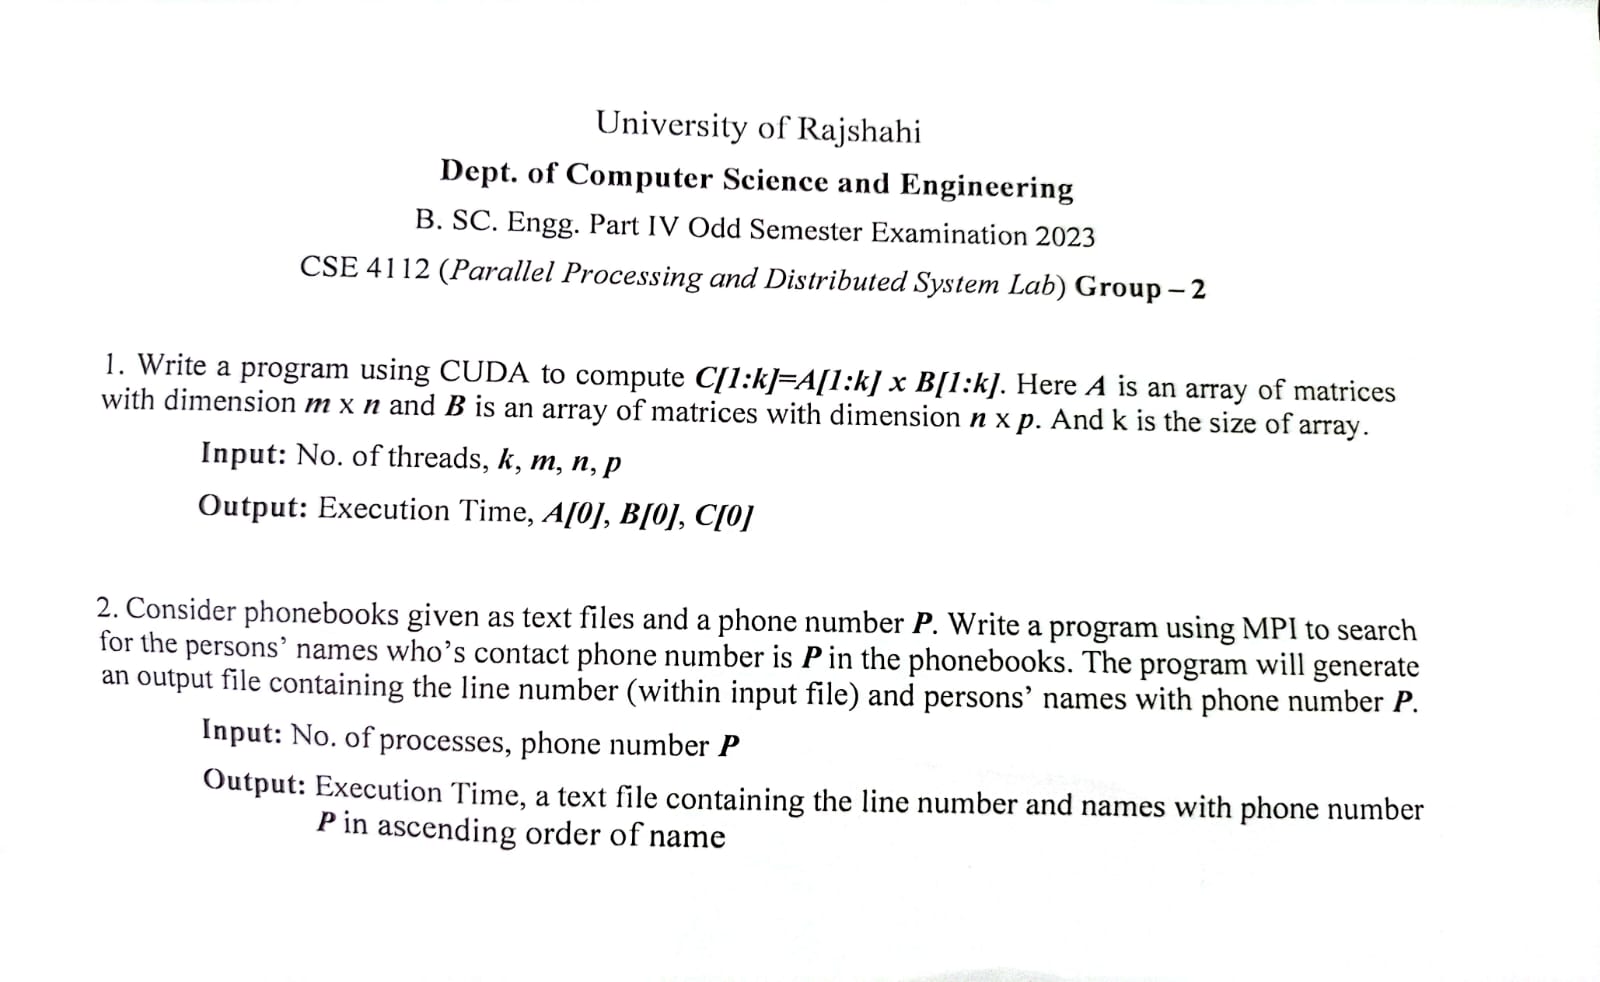 University of Rajshahi
Dept. of Computer Science and Engineering
B. SC. Engg. Part IV Odd Semester Examination 2023
CSE 4112 (Parallel Processing and Distributed System Lab) Group – 2
1. Write a program using CUDA to compute C[1:k]=A[1:k] x B[1:k]. Here A is an array of matrices
with dimension m x n and B is an array of matrices with dimension n x p. And k is the size of array.
Input: No. of threads, k, m, n, p
Output: Execution Time, A[0], B[0], C[0]
2. Consider phonebooks given as text files and a phone number P. Write a program using MPI to search
for the persons’ names who’s contact phone number is P in the phonebooks. The program will generate
an output file containing the line number (within input file) and persons’ names with phone number P.
Input: No. of processes, phone number P
Output: Execution Time, a text file containing the line number and names with phone number
P in ascending order of name